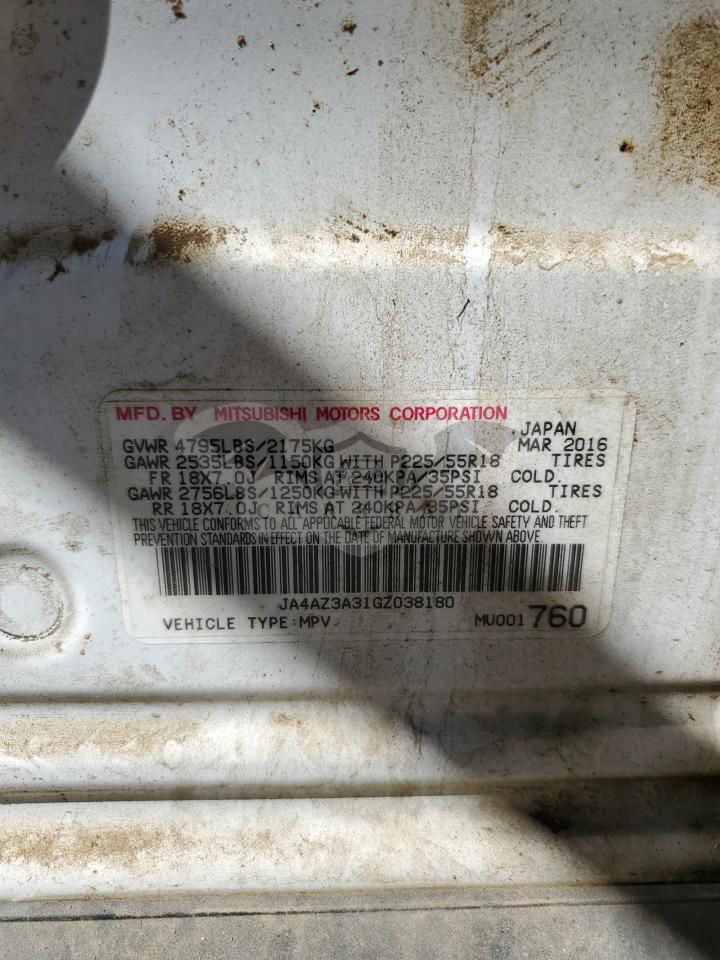 MFD. BY MITSUBISHI MOTORS CORPORATION
JAPAN
GVWR 4795LBS/2175KG MAR 2016
GAWR 2535LBS/1150KG WITH P225/55R18 TIRES
FR 18X7.0J RIMS AT 240KPA/35PSI COLD.
GAWR 2756LBS/1250KG WITH P225/55R18 TIRES
RR 18X7.0J RIMS AT 240KPA/35PSI COLD.
THIS VEHICLE CONFORMS TO ALL APPLICABLE FEDERAL MOTOR VEHICLE SAFETY AND THEFT
PREVENTION STANDARDS IN EFFECT ON THE DATE OF MANUFACTURE SHOWN ABOVE.
JA4AZ3A31GZ038180
VEHICLE TYPE:MPV MU001760